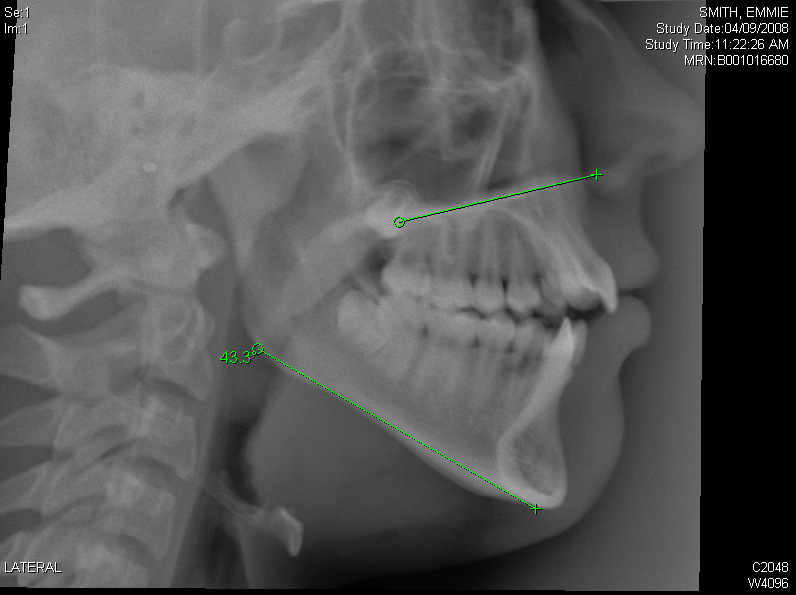 Se:1
Im:1
SMITH, EMMIE
Study Date:04/09/2008
Study Time:11:22:26 AM
MRN:B001016680
43.3
LATERAL
C2048
W4096